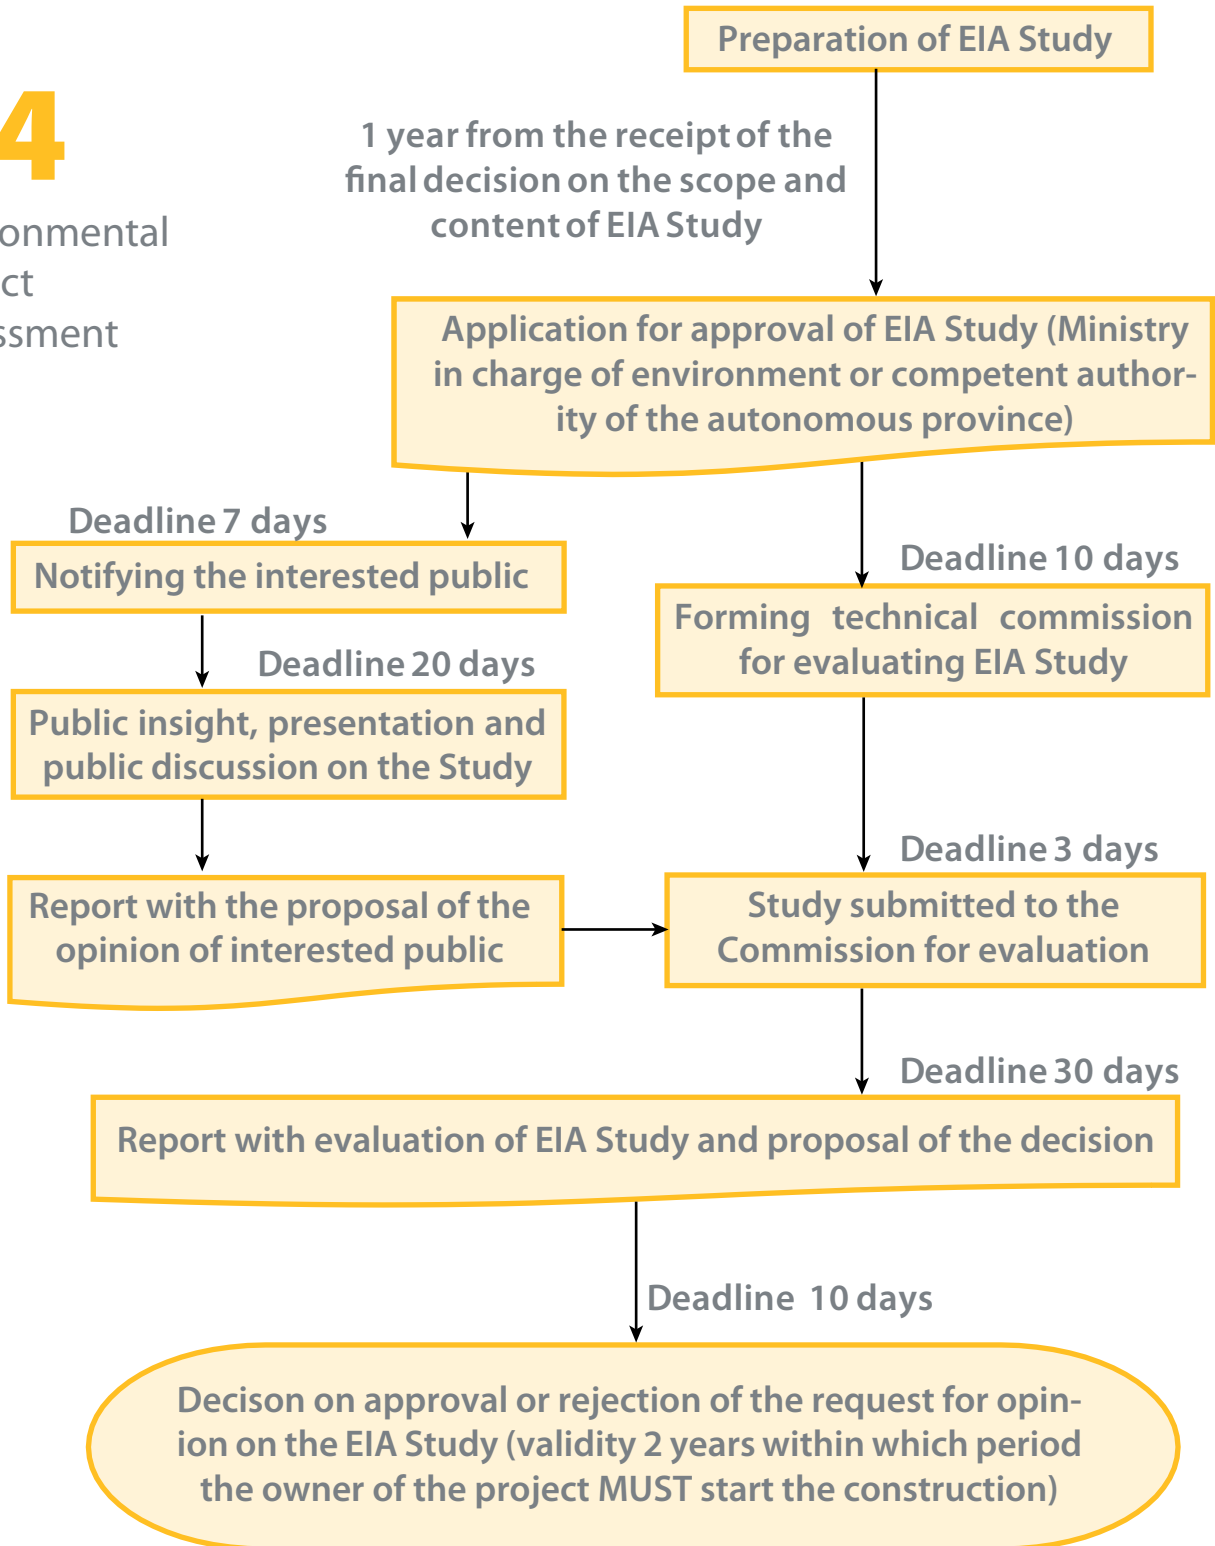 Preparation of EIA Study
4
onmental
ct
ssment
1 year from the receipt of the
final decision on the scope and
content of EIA Study
Application for approval of EIA Study (Ministry
in charge of environment or competent author-
ity of the autonomous province)
Deadline 7 days
Notifying the interested public
Deadline 10 days
Forming technical commission
for evaluating EIA Study
Deadline 20 days
Public insight, presentation and
public discussion on the Study
Deadline 3 days
Report with the proposal of the
opinion of interested public
Study submitted to the
Commission for evaluation
Deadline 30 days
Report with evaluation of EIA Study and proposal of the decision
Deadline 10 days
Decison on approval or rejection of the request for opin-
ion on the EIA Study (validity 2 years within which period
the owner of the project MUST start the construction)